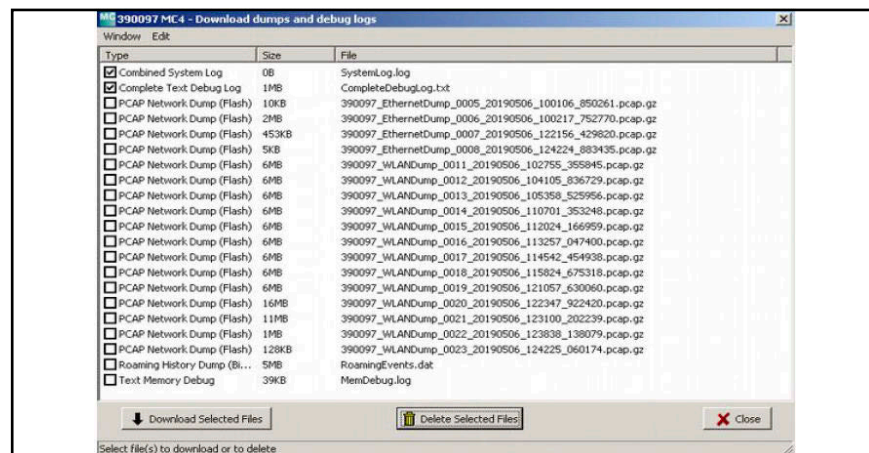 MC 390097 MC4 - Download dumps and debug logs
Window Edit
Type Size File
Combined System Log 0B SystemLog.log
Complete Text Debug Log 1MB CompleteDebugLog.txt
PCAP Network Dump (Flash) 10KB 390097_EthernetDump_0005_20190506_100106_850261.pcap.gz
PCAP Network Dump (Flash) 2MB 390097_EthernetDump_0006_20190506_100217_752770.pcap.gz
PCAP Network Dump (Flash) 453KB 390097_EthernetDump_0007_20190506_122156_429820.pcap.gz
PCAP Network Dump (Flash) 5KB 390097_EthernetDump_0008_20190506_124224_883435.pcap.gz
PCAP Network Dump (Flash) 6MB 390097_WLANDump_0011_20190506_102755_355845.pcap.gz
PCAP Network Dump (Flash) 6MB 390097_WLANDump_0012_20190506_104105_836729.pcap.gz
PCAP Network Dump (Flash) 6MB 390097_WLANDump_0013_20190506_105358_525956.pcap.gz
PCAP Network Dump (Flash) 6MB 390097_WLANDump_0014_20190506_110701_353248.pcap.gz
PCAP Network Dump (Flash) 6MB 390097_WLANDump_0015_20190506_112024_166959.pcap.gz
PCAP Network Dump (Flash) 6MB 390097_WLANDump_0016_20190506_113257_047400.pcap.gz
PCAP Network Dump (Flash) 6MB 390097_WLANDump_0017_20190506_114542_454938.pcap.gz
PCAP Network Dump (Flash) 6MB 390097_WLANDump_0018_20190506_115824_675318.pcap.gz
PCAP Network Dump (Flash) 6MB 390097_WLANDump_0019_20190506_121057_630060.pcap.gz
PCAP Network Dump (Flash) 16MB 390097_WLANDump_0020_20190506_122347_922420.pcap.gz
PCAP Network Dump (Flash) 11MB 390097_WLANDump_0021_20190506_123100_202239.pcap.gz
PCAP Network Dump (Flash) 1MB 390097_WLANDump_0022_20190506_123838_138079.pcap.gz
PCAP Network Dump (Flash) 128KB 390097_WLANDump_0023_20190506_124225_060174.pcap.gz
Roaming History Dump (Bi... 5MB RoamingEvents.dat
Text Memory Debug 39KB MemDebug.log
Download Selected Files Delete Selected Files Close
Select file(s) to download or to delete